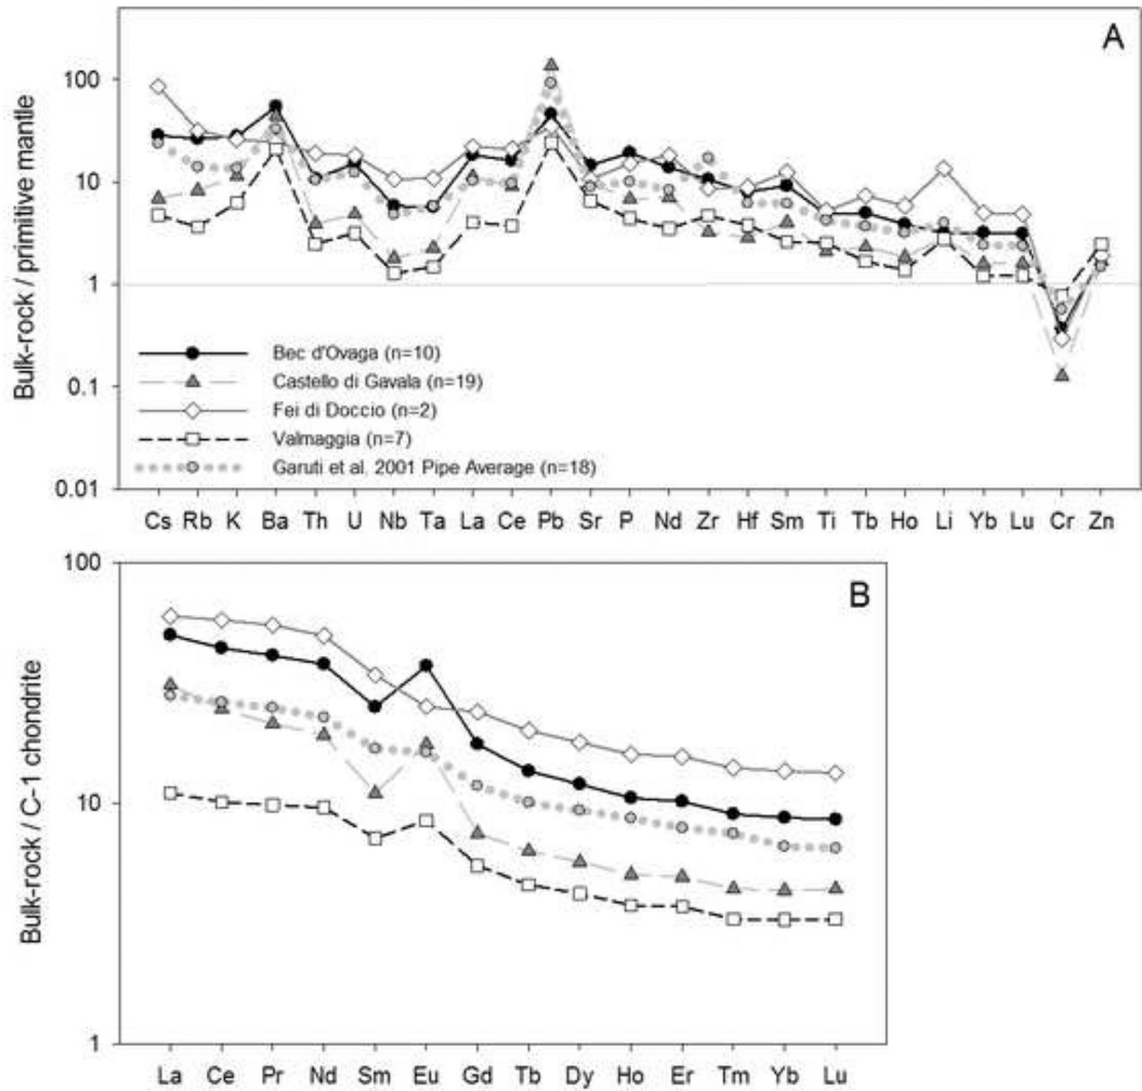 A
Bulk-rock / primitive mantle
100
10
1
0.1
0.01
Bec d'Ovaga (n=10)
Castello di Gavala (n=19)
Fei di Doccio (n=2)
Valmaggia (n=7)
Garuti et al. 2001 Pipe Average (n=18)
Cs Rb K Ba Th U Nb Ta La Ce Pb Sr P Nd Zr Hf Sm Ti Tb Ho Li Yb Lu Cr Zn
B
Bulk-rock / C-1 chondrite
100
10
1
La Ce Pr Nd Sm Eu Gd Tb Dy Ho Er Tm Yb Lu